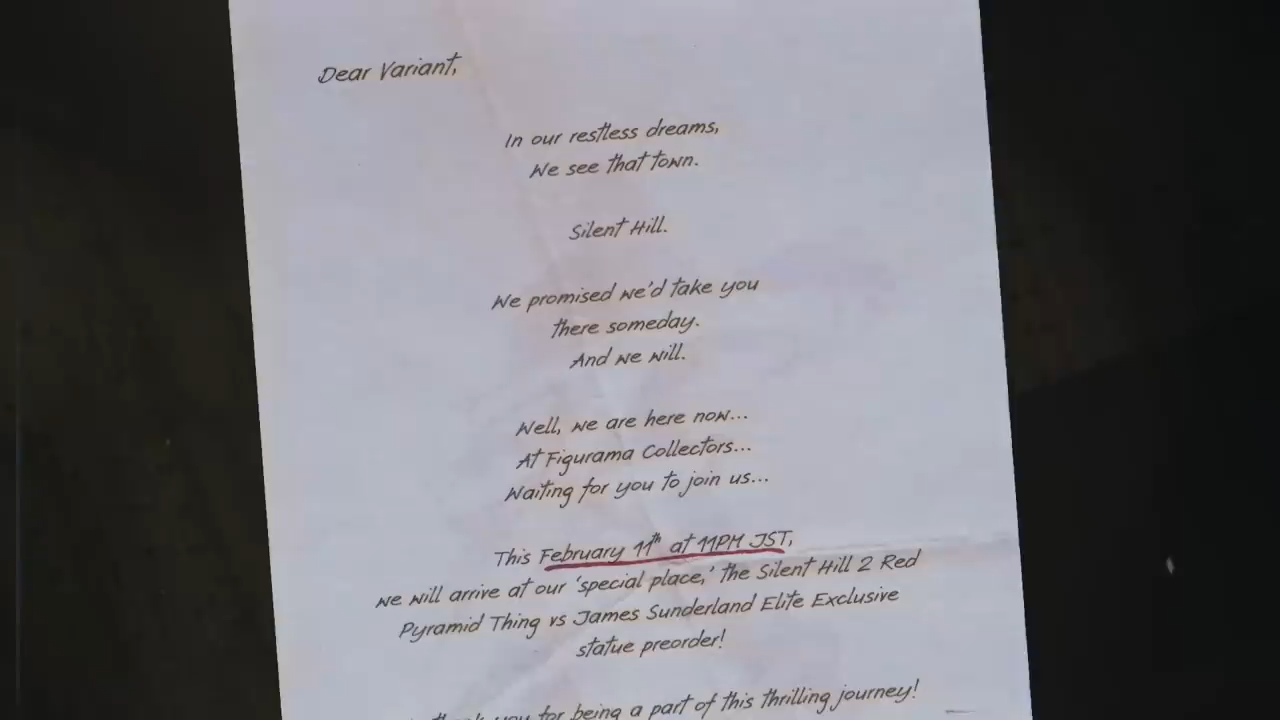 Dear Variant,
In our restless dreams,
We see that town.
Silent Hill.
We promised we'd take you
there someday.
And we will.
Well, we are here now...
At Figurama Collectors...
Waiting for you to join us...
This February 11th at 11PM JST,
we will arrive at our 'special place,' the Silent Hill 2 Red
Pyramid Thing vs James Sunderland Elite Exclusive
statue preorder!
you for being a part of this thrilling journey!